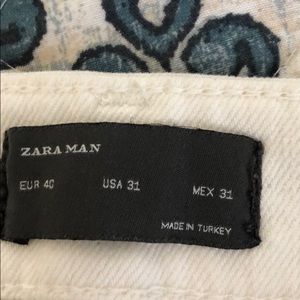 ZARA MAN
EUR 40 USA 31 MEX 31
MADE IN TURKEY